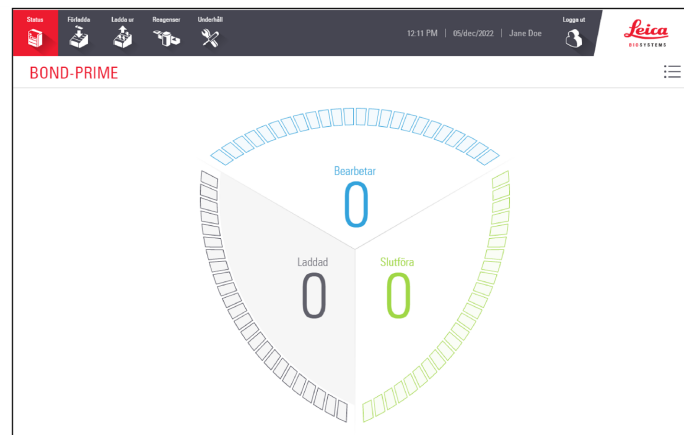 Status Förladda Ladda ur Reagenser Underhåll
12:11 PM | 05/dec/2022 | Jane Doe
Logga ut
Leica
BIOSYSTEMS
BOND-PRIME
Bearbetar
0
Laddad
0
Slutföra
0